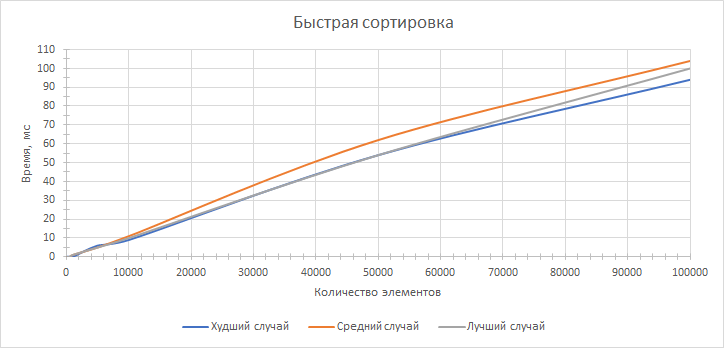 Быстрая сортировка
Время, мс
110
100
90
80
70
60
50
40
30
20
10
0
0 10000 20000 30000 40000 50000 60000 70000 80000 90000 100000
Количество элементов
Худший случай Средний случай Лучший случай